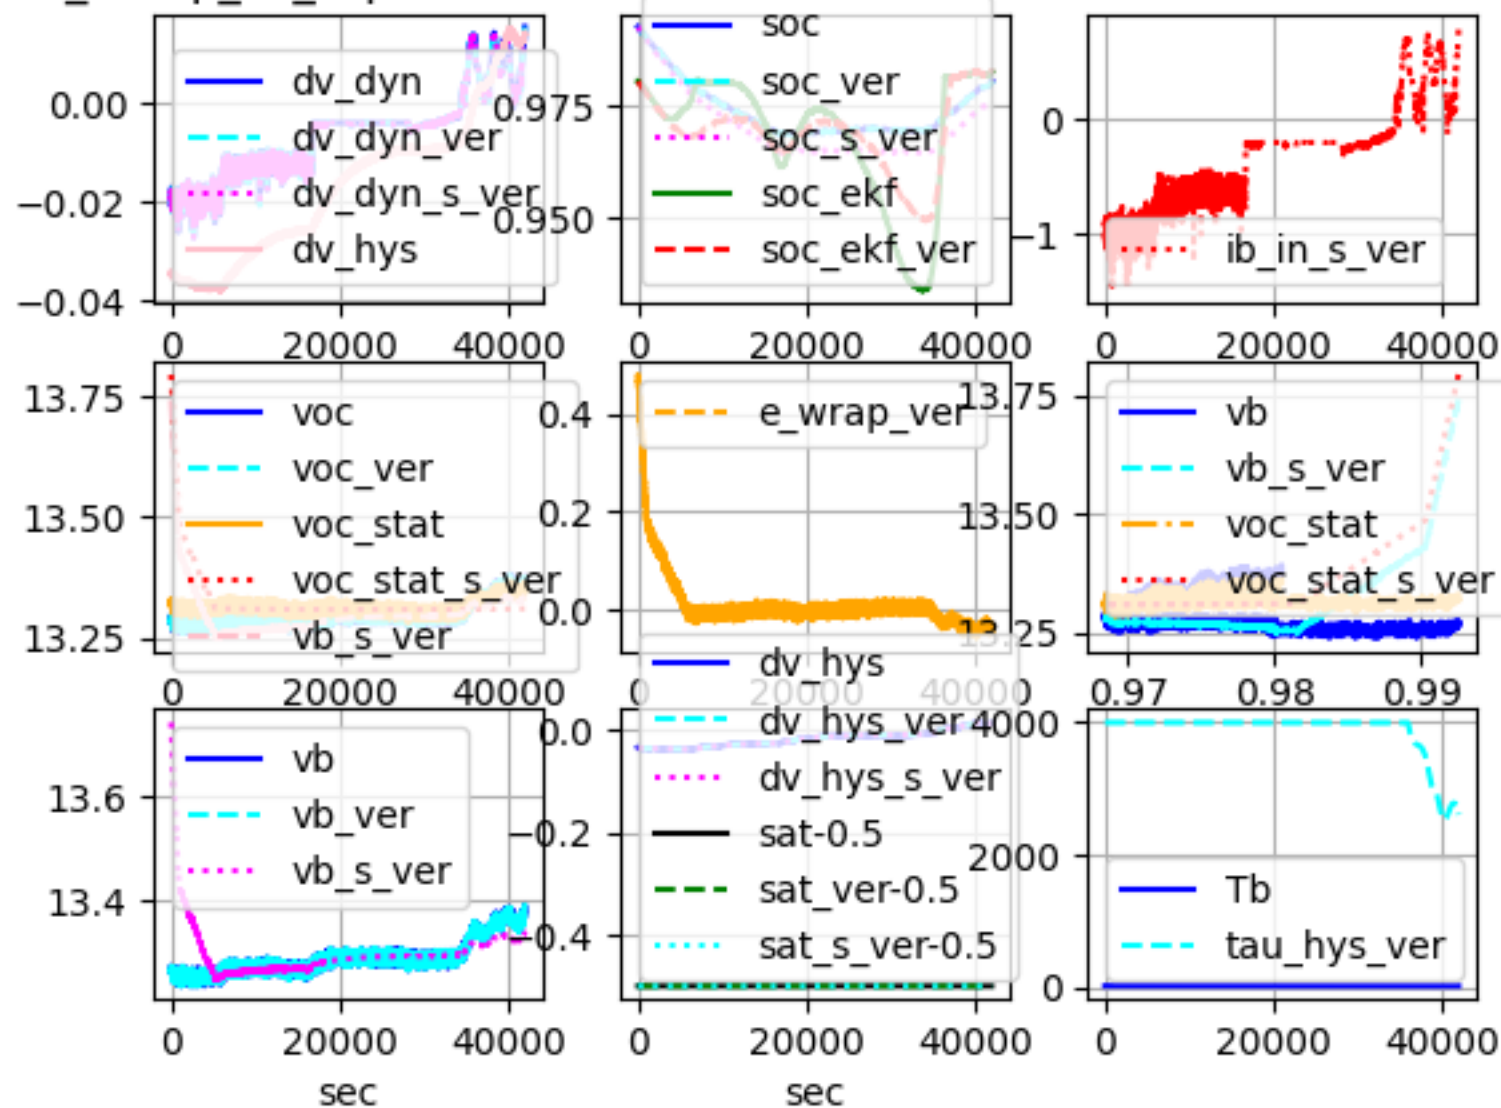 0.00
−0.02
−0.04
0 20000 40000
dv_dyn
dv_dyn_ver
dv_dyn_s_ver
dv_hys
0.975
0.950
0 20000 40000
soc
soc_ver
soc_s_ver
soc_ekf
soc_ekf_ver
0
−1
0 20000 40000
ib_in_s_ver
13.75
13.50
13.25
0 20000 40000
voc
voc_ver
voc_stat
voc_stat_s_ver
vb_s_ver
0.4
0.2
0.0
0 20000 40000
e_wrap_ver
13.75
13.50
13.25
0.97 0.98 0.99
vb
vb_s_ver
voc_stat
voc_stat_s_ver
13.6
13.4
0 20000 40000
sec
vb
vb_ver
vb_s_ver
0.0
−0.2
−0.4
0 20000 40000
sec
dv_hys
dv_hys_ver
dv_hys_s_ver
sat-0.5
sat_ver-0.5
sat_s_ver-0.5
4000
2000
0
0 20000 40000
Tb
tau_hys_ver